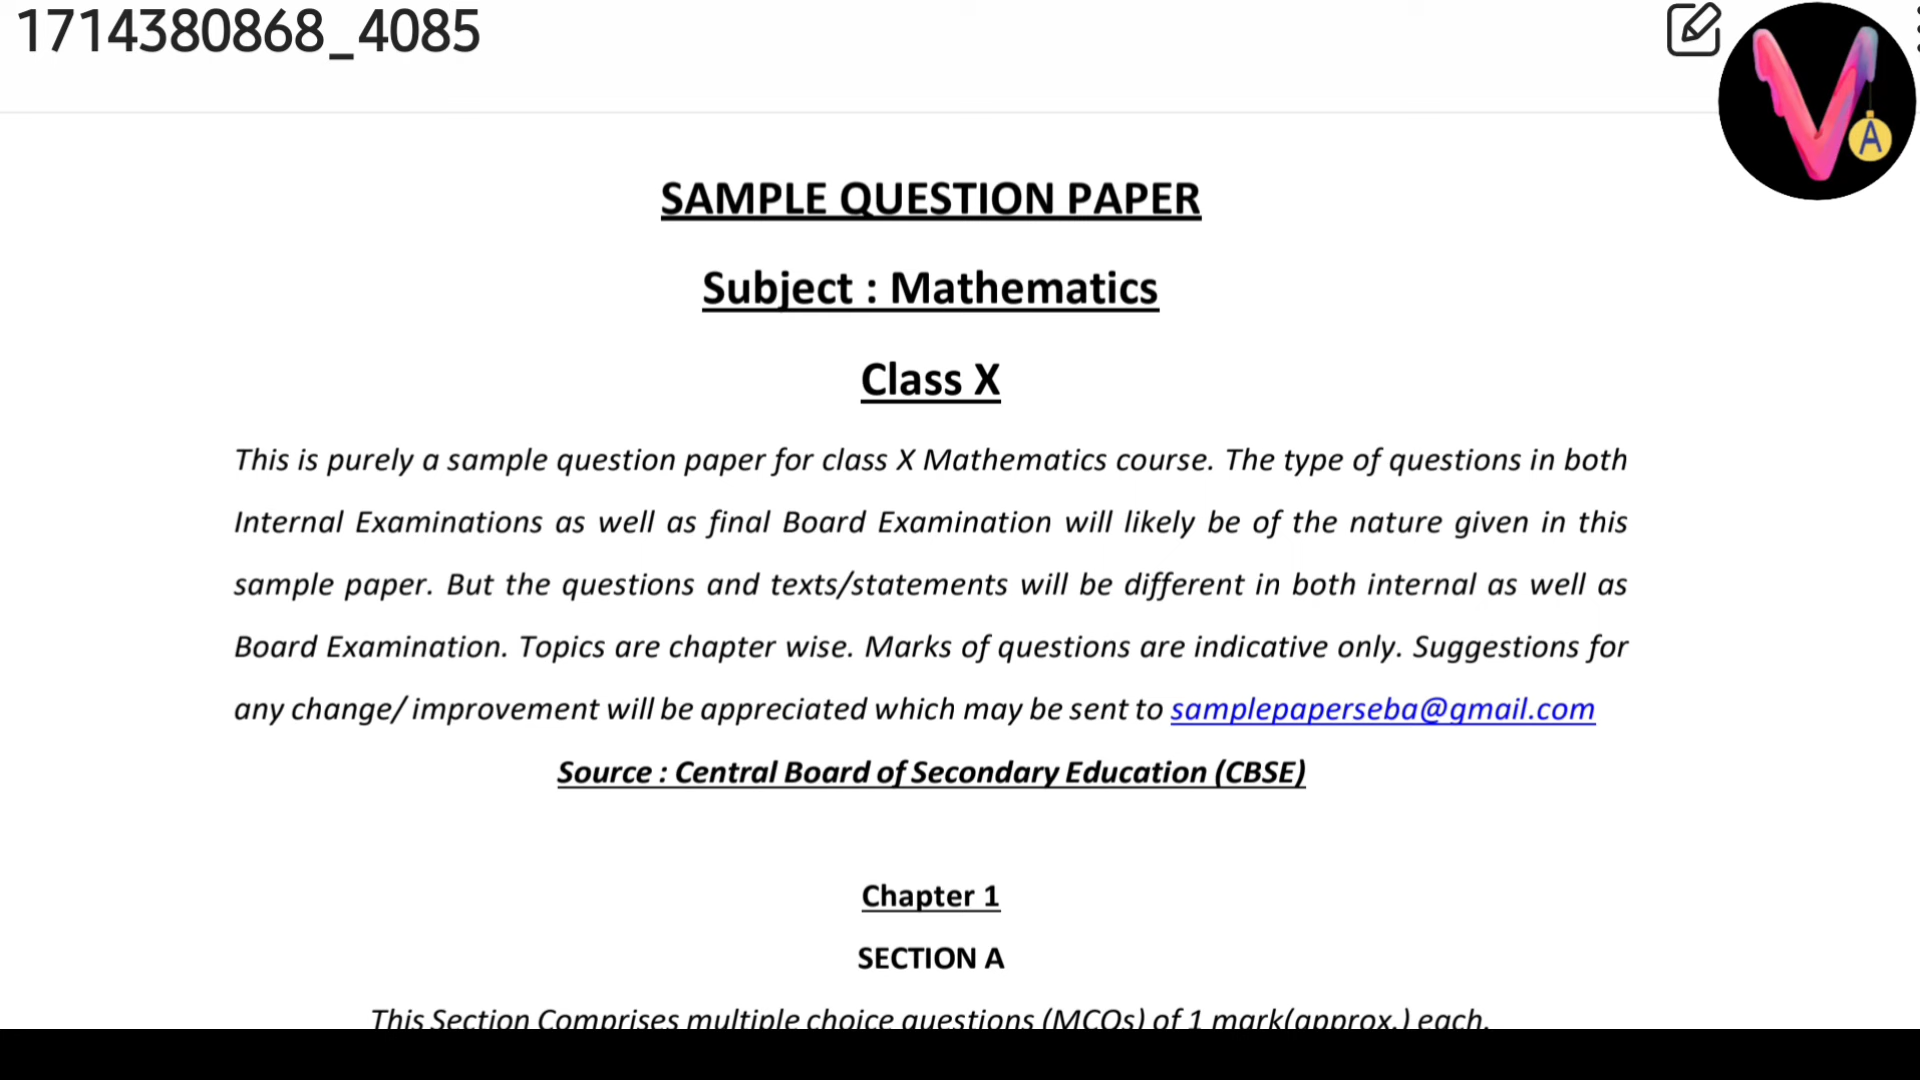 1714380868_4085
V
A
SAMPLE QUESTION PAPER
Subject : Mathematics
Class X
This is purely a sample question paper for class X Mathematics course. The type of questions in both
Internal Examinations as well as final Board Examination will likely be of the nature given in this
sample paper. But the questions and texts/statements will be different in both internal as well as
Board Examination. Topics are chapter wise. Marks of questions are indicative only. Suggestions for
any change/ improvement will be appreciated which may be sent to samplepaperseba@gmail.com
Source : Central Board of Secondary Education (CBSE)
Chapter 1
SECTION A
This Section Comprises multiple choice questions (MCQs) of 1 mark(approx.) each.